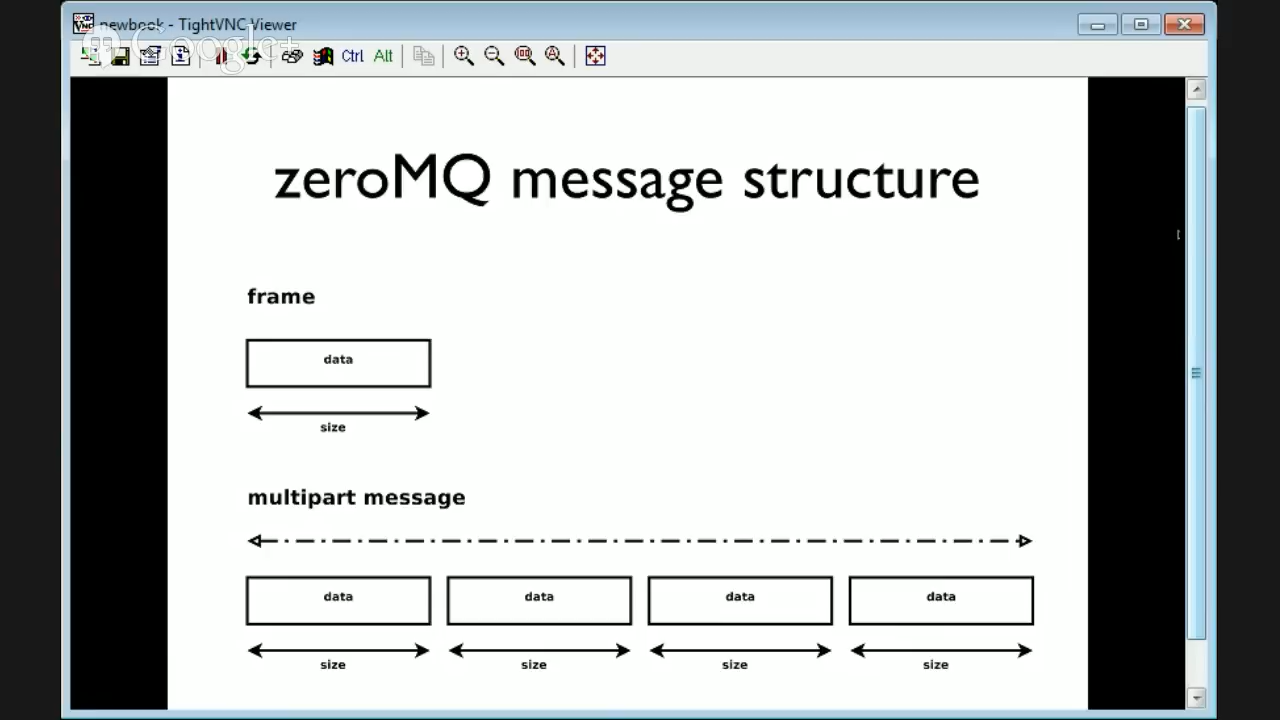 newbook - TightVNC Viewer
Google+
Ctrl Alt
zeroMQ message structure
frame
data
size
multipart message
data data data data
size size size size